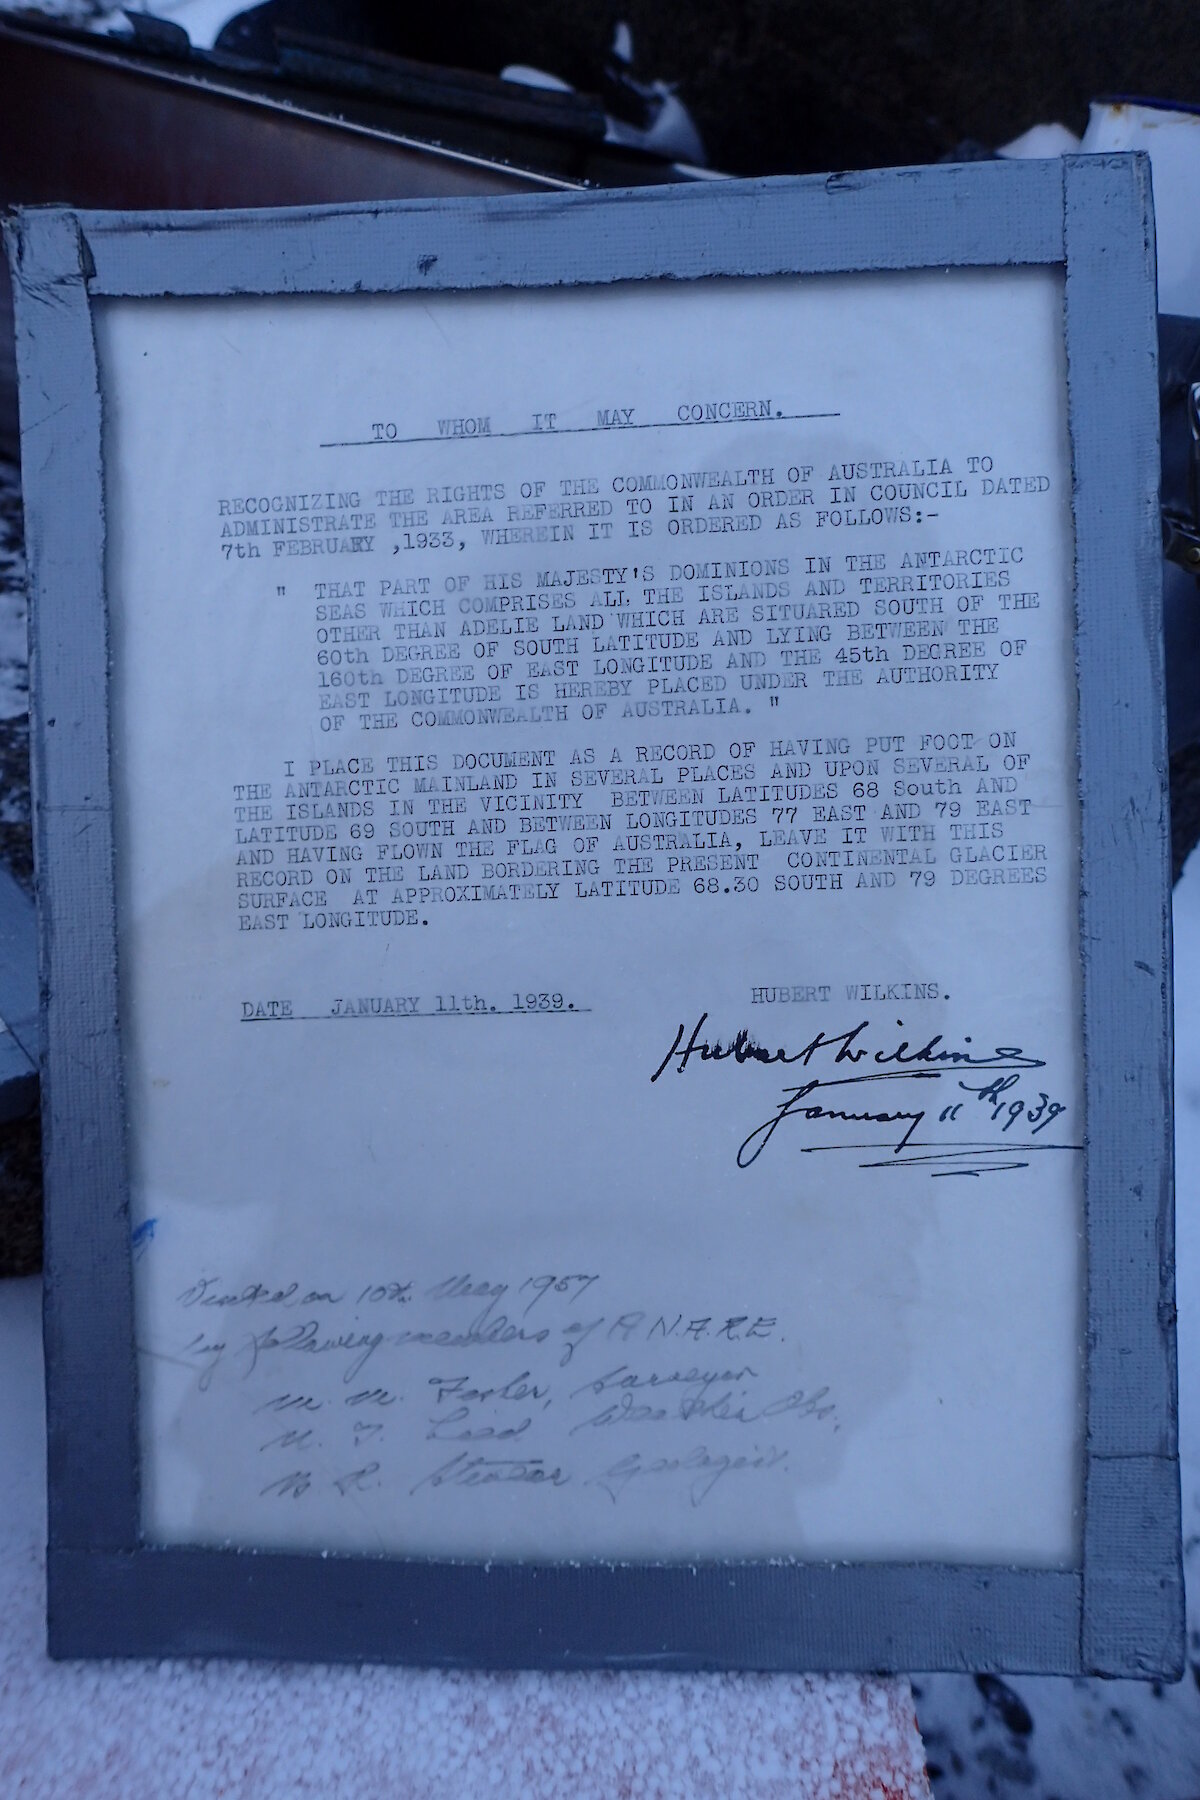 TO WHOM IT MAY CONCERN.
RECOGNIZING THE RIGHTS OF THE COMMONWEALTH OF AUSTRALIA TO
ADMINISTRATE THE AREA REFERRED TO IN AN ORDER IN COUNCIL DATED
7th FEBRUARY ,1933, WHEREIN IT IS ORDERED AS FOLLOWS:-
" THAT PART OF HIS MAJESTY'S DOMINIONS IN THE ANTARCTIC
SEAS WHICH COMPRISES ALL THE ISLANDS AND TERRITORIES
OTHER THAN ADELIE LAND WHICH ARE SITUARED SOUTH OF THE
60th DEGREE OF SOUTH LATITUDE AND LYING BETWEEN THE
160th DEGREE OF EAST LONGITUDE AND THE 45th DEGREE OF
EAST LONGITUDE IS HEREBY PLACED UNDER THE AUTHORITY
OF THE COMMONWEALTH OF AUSTRALIA. "
I PLACE THIS DOCUMENT AS A RECORD OF HAVING PUT FOOT ON
THE ANTARCTIC MAINLAND IN SEVERAL PLACES AND UPON SEVERAL OF
THE ISLANDS IN THE VICINITY BETWEEN LATITUDES 68 South AND
LATITUDE 69 SOUTH AND BETWEEN LONGITUDES 77 EAST AND 79 EAST
AND HAVING FLOWN THE FLAG OF AUSTRALIA, LEAVE IT WITH THIS
RECORD ON THE LAND BORDERING THE PRESENT CONTINENTAL GLACIER
SURFACE AT APPROXIMATELY LATITUDE 68.30 SOUTH AND 79 DEGREES
EAST LONGITUDE.
DATE JANUARY 11th. 1939. HUBERT WILKINS.
Hubert Wilkins
January 11th 1939
on 10th May 1957
by following members of A.N.A.R.E.
Surveyor
Weather Obs.
B. R. Stinear Geologist.